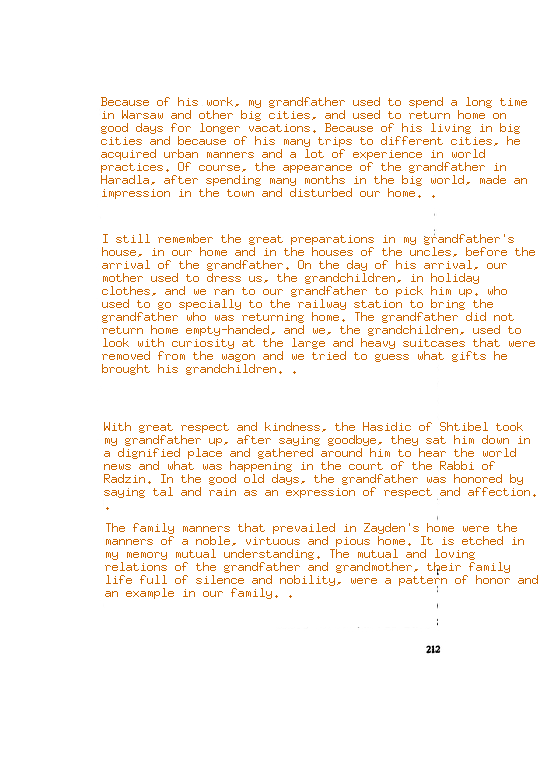 Because of his work, my grandfather used to spend a long time
in Warsaw and other big cities, and used to return home on
good days for longer vacations. Because of his living in big
cities and because of his many trips to different cities, he
acquired urban manners and a lot of experience in world
practices. Of course, the appearance of the grandfather in
Haradla, after spending many months in the big world, made an
impression in the town and disturbed our home. .
I still remember the great preparations in my grandfather's
house, in our home and in the houses of the uncles, before the
arrival of the grandfather. On the day of his arrival, our
mother used to dress us, the grandchildren, in holiday
clothes, and we ran to our grandfather to pick him up, who
used to go specially to the railway station to bring the
grandfather who was returning home. The grandfather did not
return home empty-handed, and we, the grandchildren, used to
look with curiosity at the large and heavy suitcases that were
removed from the wagon and we tried to guess what gifts he
brought his grandchildren. .
With great respect and kindness, the Hasidic of Shtibel took
my grandfather up, after saying goodbye, they sat him down in
a dignified place and gathered around him to hear the world
news and what was happening in the court of the Rabbi of
Radzin. In the good old days, the grandfather was honored by
saying tal and rain as an expression of respect and affection.
.
The family manners that prevailed in Zayden's home were the
manners of a noble, virtuous and pious home. It is etched in
my memory mutual understanding. The mutual and loving
relations of the grandfather and grandmother, their family
life full of silence and nobility, were a pattern of honor and
an example in our family. .
212